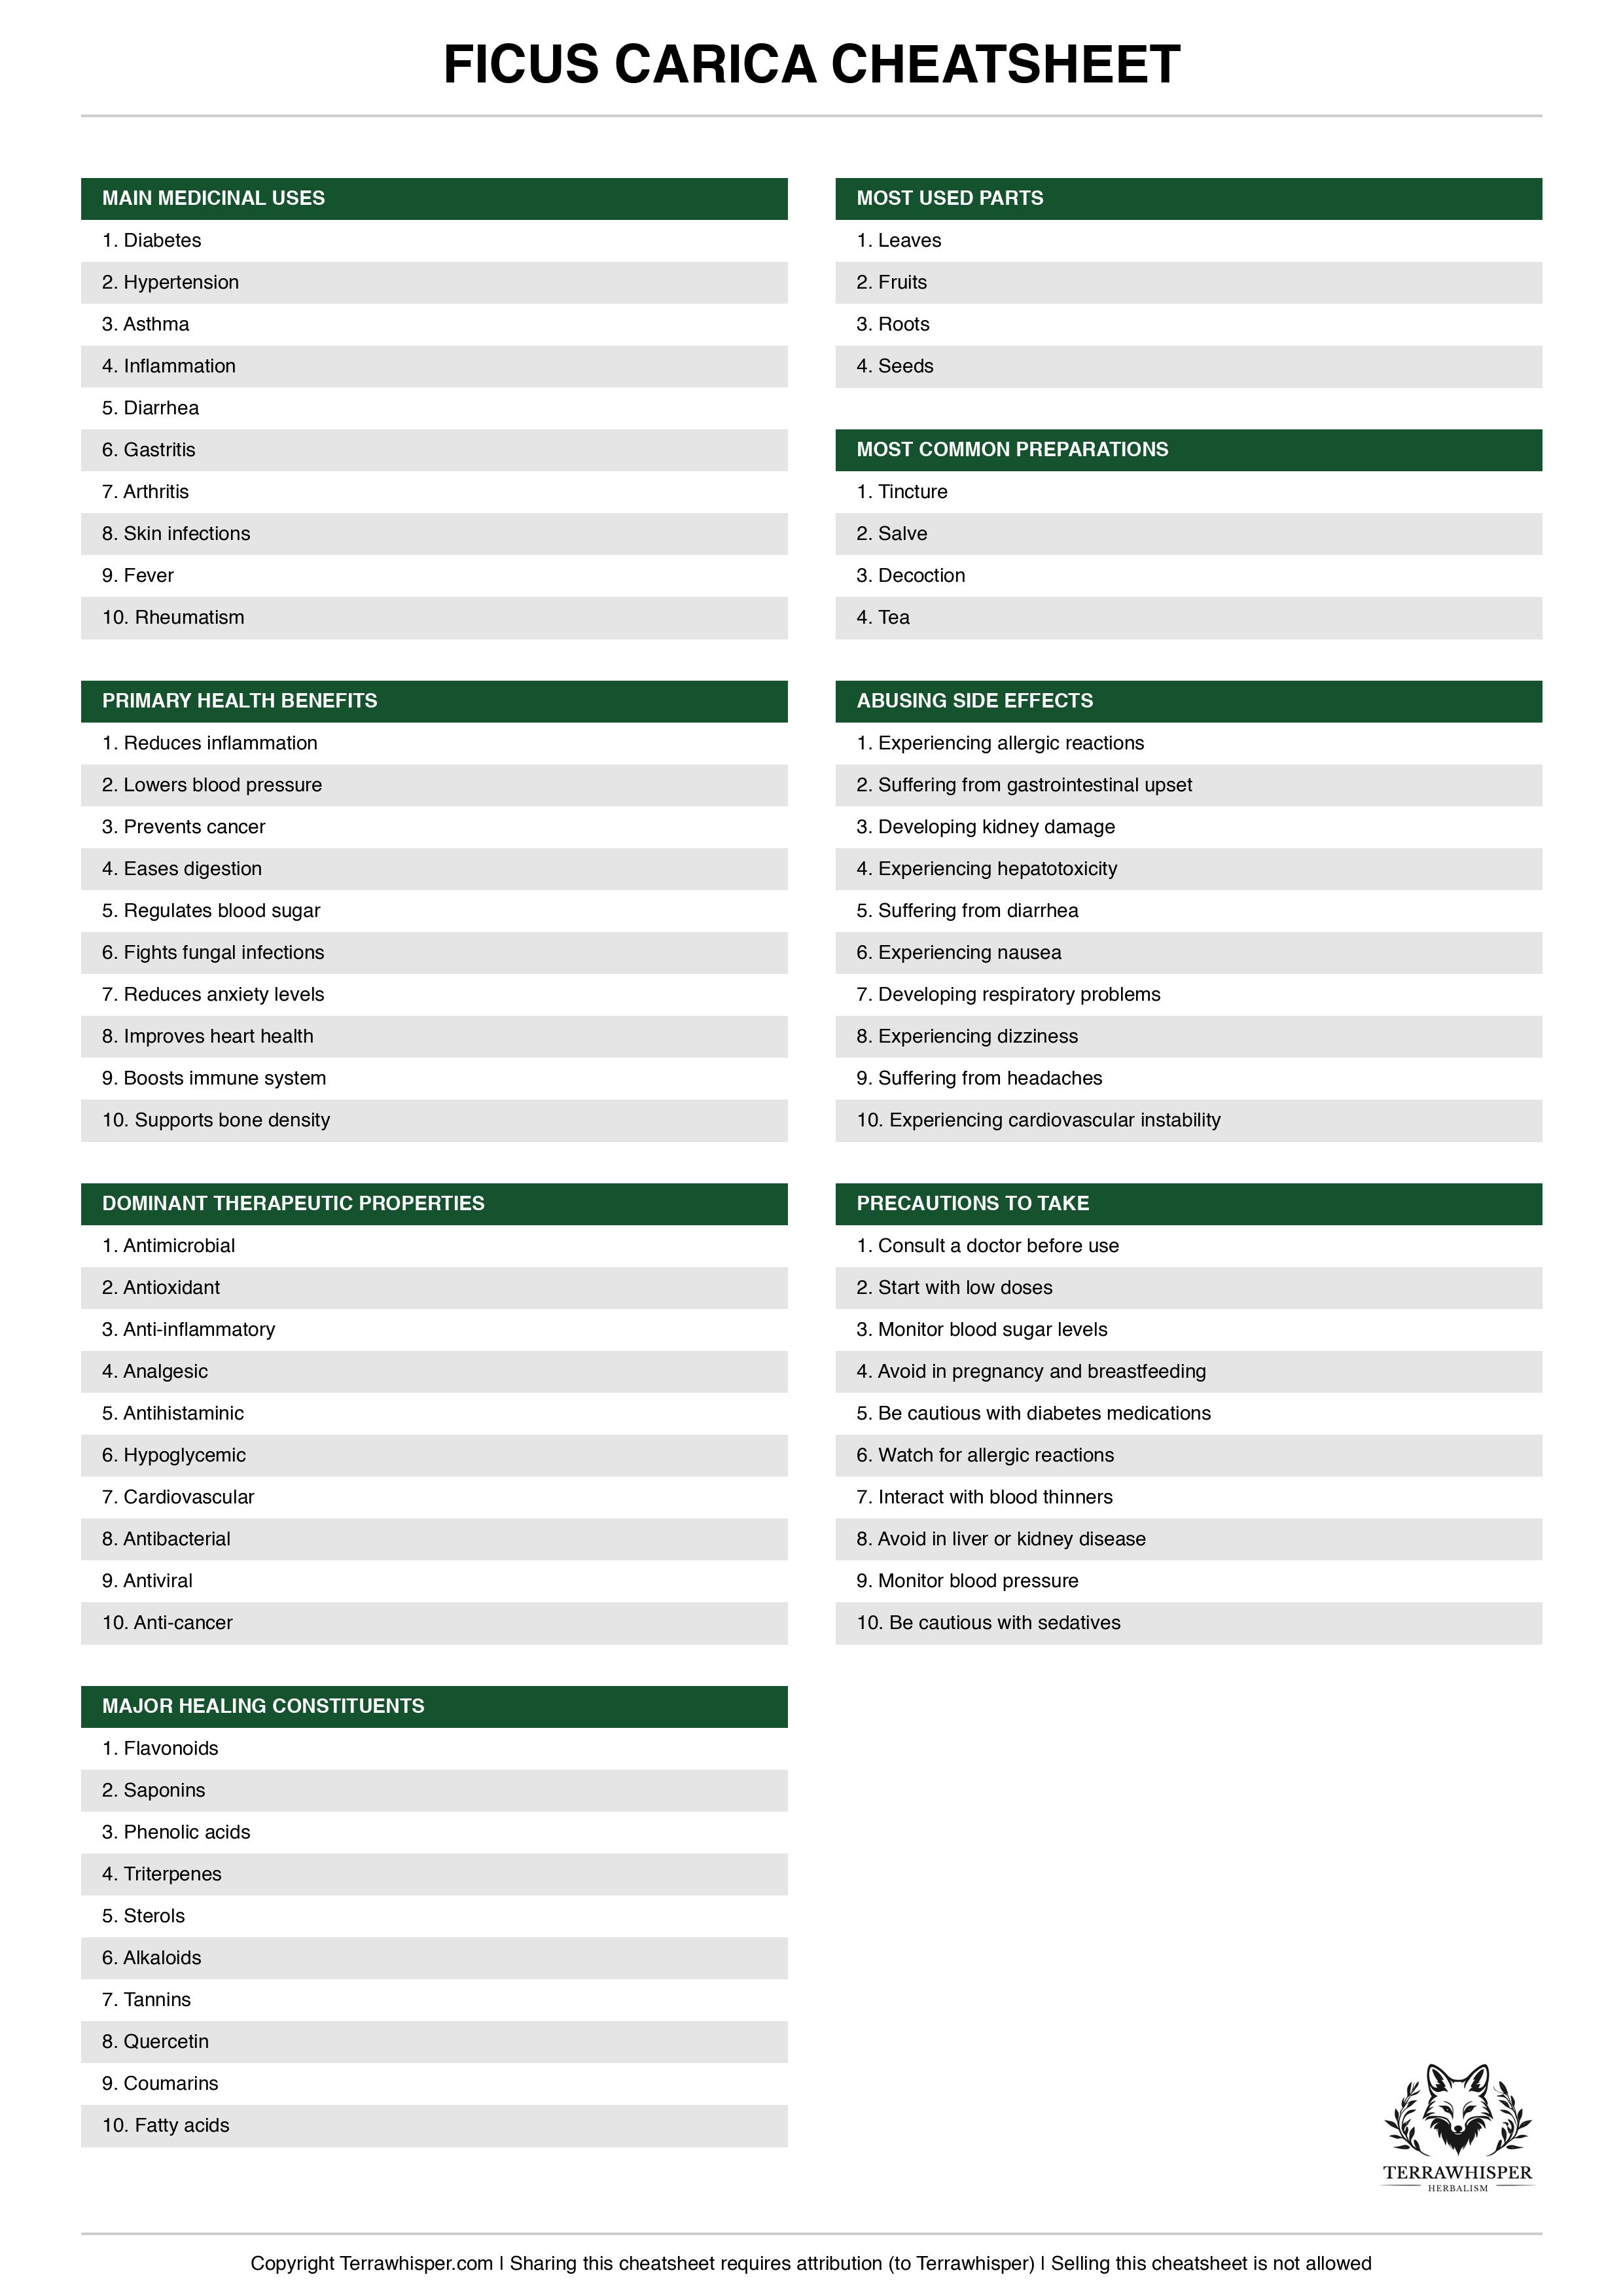 FICUS CARICA CHEATSHEET
MAIN MEDICINAL USES
1. Diabetes
2. Hypertension
3. Asthma
4. Inflammation
5. Diarrhea
6. Gastritis
7. Arthritis
8. Skin infections
9. Fever
10. Rheumatism
PRIMARY HEALTH BENEFITS
1. Reduces inflammation
2. Lowers blood pressure
3. Prevents cancer
4. Eases digestion
5. Regulates blood sugar
6. Fights fungal infections
7. Reduces anxiety levels
8. Improves heart health
9. Boosts immune system
10. Supports bone density
DOMINANT THERAPEUTIC PROPERTIES
1. Antimicrobial
2. Antioxidant
3. Anti-inflammatory
4. Analgesic
5. Antihistaminic
6. Hypoglycemic
7. Cardiovascular
8. Antibacterial
9. Antiviral
10. Anti-cancer
MAJOR HEALING CONSTITUENTS
1. Flavonoids
2. Saponins
3. Phenolic acids
4. Triterpenes
5. Sterols
6. Alkaloids
7. Tannins
8. Quercetin
9. Coumarins
10. Fatty acids
MOST USED PARTS
1. Leaves
2. Fruits
3. Roots
4. Seeds
MOST COMMON PREPARATIONS
1. Tincture
2. Salve
3. Decoction
4. Tea
ABUSING SIDE EFFECTS
1. Experiencing allergic reactions
2. Suffering from gastrointestinal upset
3. Developing kidney damage
4. Experiencing hepatotoxicity
5. Suffering from diarrhea
6. Experiencing nausea
7. Developing respiratory problems
8. Experiencing dizziness
9. Suffering from headaches
10. Experiencing cardiovascular instability
PRECAUTIONS TO TAKE
1. Consult a doctor before use
2. Start with low doses
3. Monitor blood sugar levels
4. Avoid in pregnancy and breastfeeding
5. Be cautious with diabetes medications
6. Watch for allergic reactions
7. Interact with blood thinners
8. Avoid in liver or kidney disease
9. Monitor blood pressure
10. Be cautious with sedatives
TERRAWHISPER
HERBALISM
Copyright Terrawhisper.com | Sharing this cheatsheet requires attribution (to Terrawhisper) | Selling this cheatsheet is not allowed